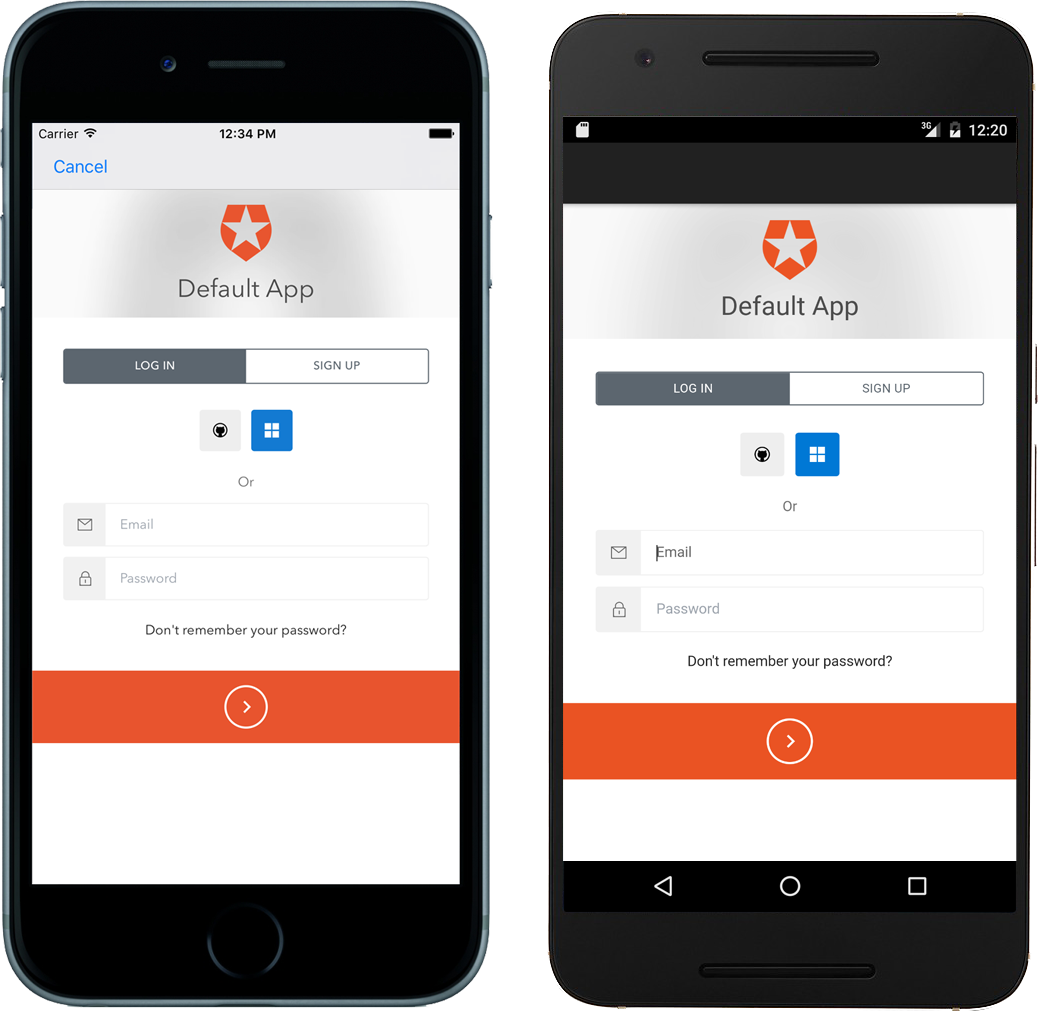 Carrier 12:34 PM
Cancel
Default App
LOG IN SIGN UP
Or
Email
Password
Don't remember your password?
3G 12:20
Default App
LOG IN SIGN UP
Or
Email
Password
Don't remember your password?